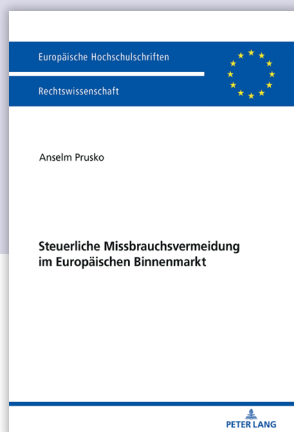 Europäische Hochschulschriften
Rechtswissenschaft
Anselm Prusko
Steuerliche Missbrauchsvermeidung
im Europäischen Binnenmarkt
PETER LANG